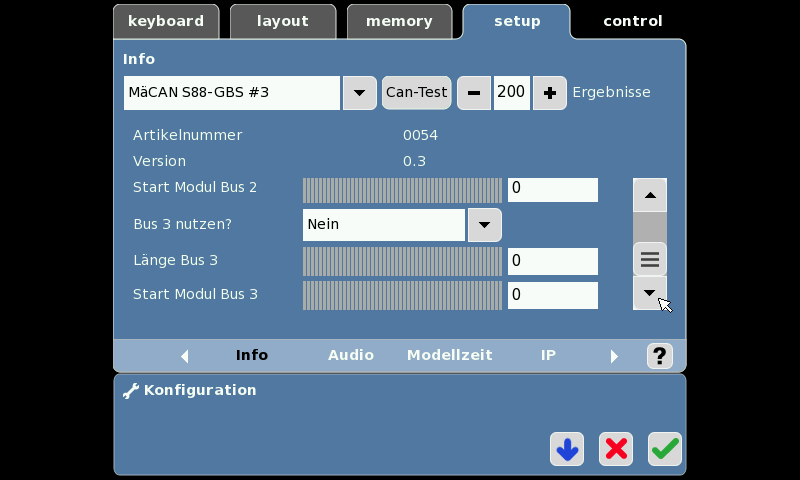 keyboard layout memory setup control
Info
MäCAN S88-GBS #3 Can-Test 200 Ergebnisse
Artikelnummer 0054
Version 0.3
Start Modul Bus 2 0
Bus 3 nutzen? Nein
Länge Bus 3 0
Start Modul Bus 3 0
Info Audio Modellzeit IP ?
Konfiguration